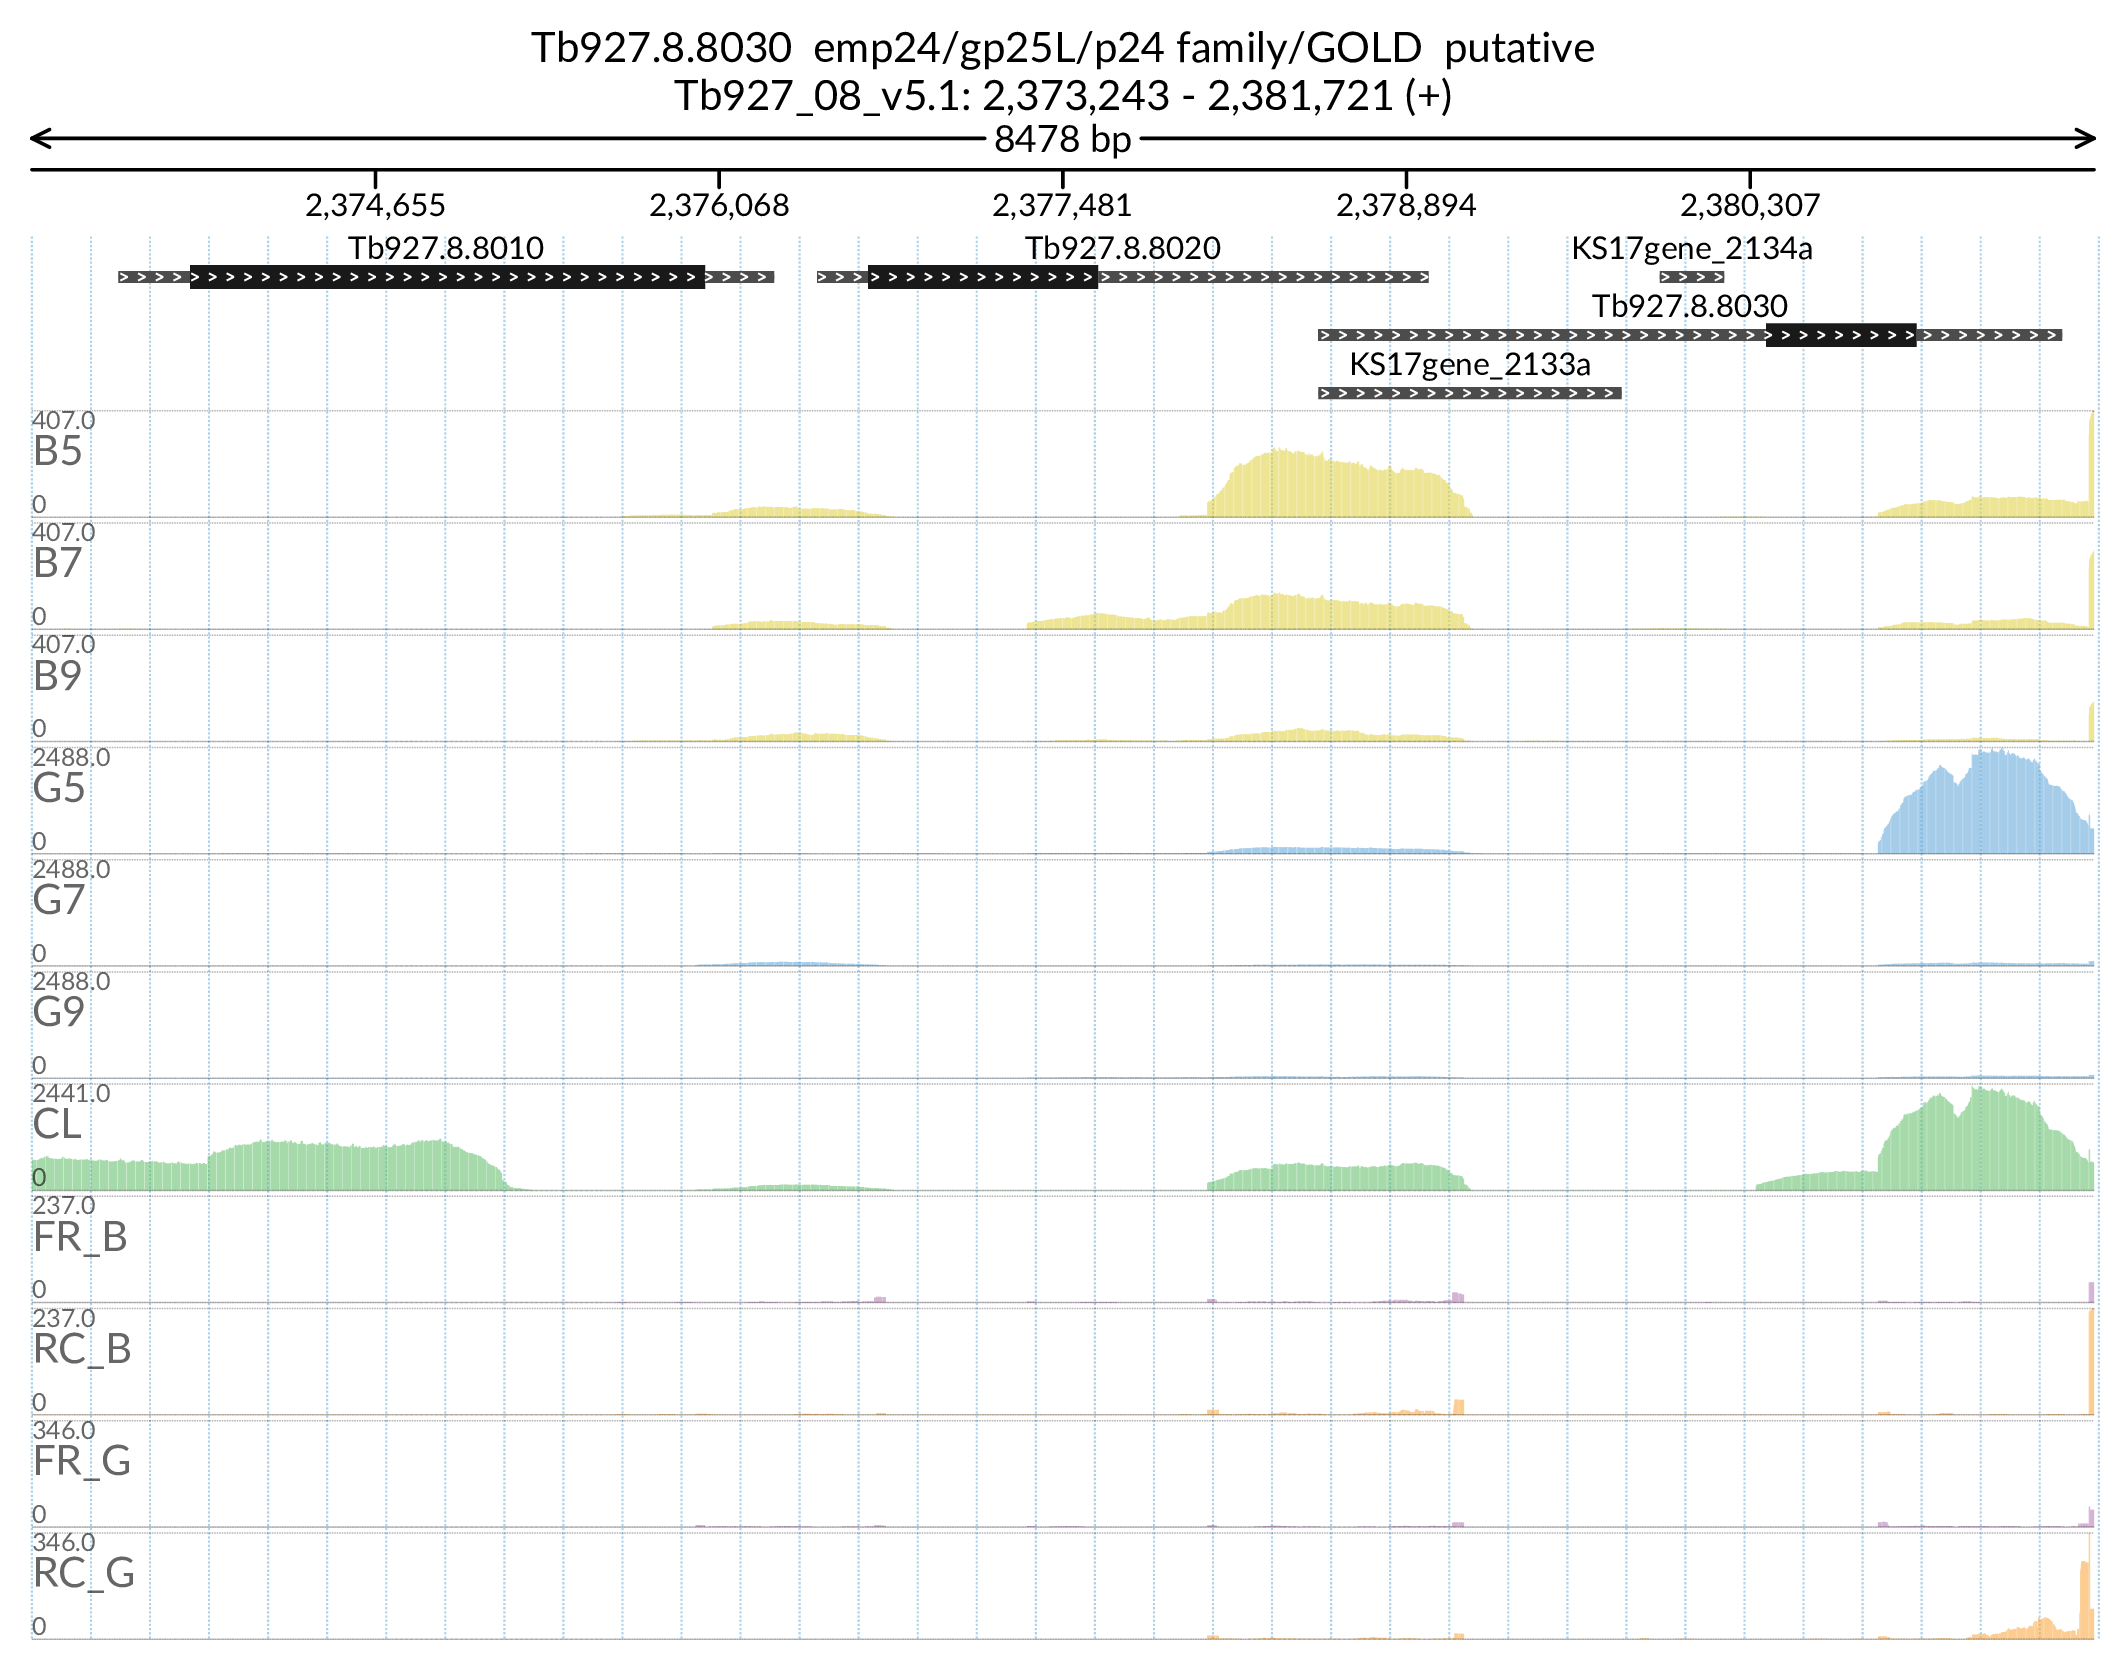 Tb927.8.8030  emp24/gp25L/p24 family/GOLD  putative
Tb927_08_v5.1: 2,373,243 - 2,381,721 (+)
8478 bp
2,374,655 2,376,068 2,377,481 2,378,894 2,380,307
Tb927.8.8010 Tb927.8.8020 KS17gene_2134a
Tb927.8.8030
KS17gene_2133a
407.0
B5
0
407.0
B7
0
407.0
B9
0
2488.0
G5
0
2488.0
G7
0
2488.0
G9
0
2441.0
CL
0
237.0
FR_B
0
237.0
RC_B
0
346.0
FR_G
0
346.0
RC_G
0